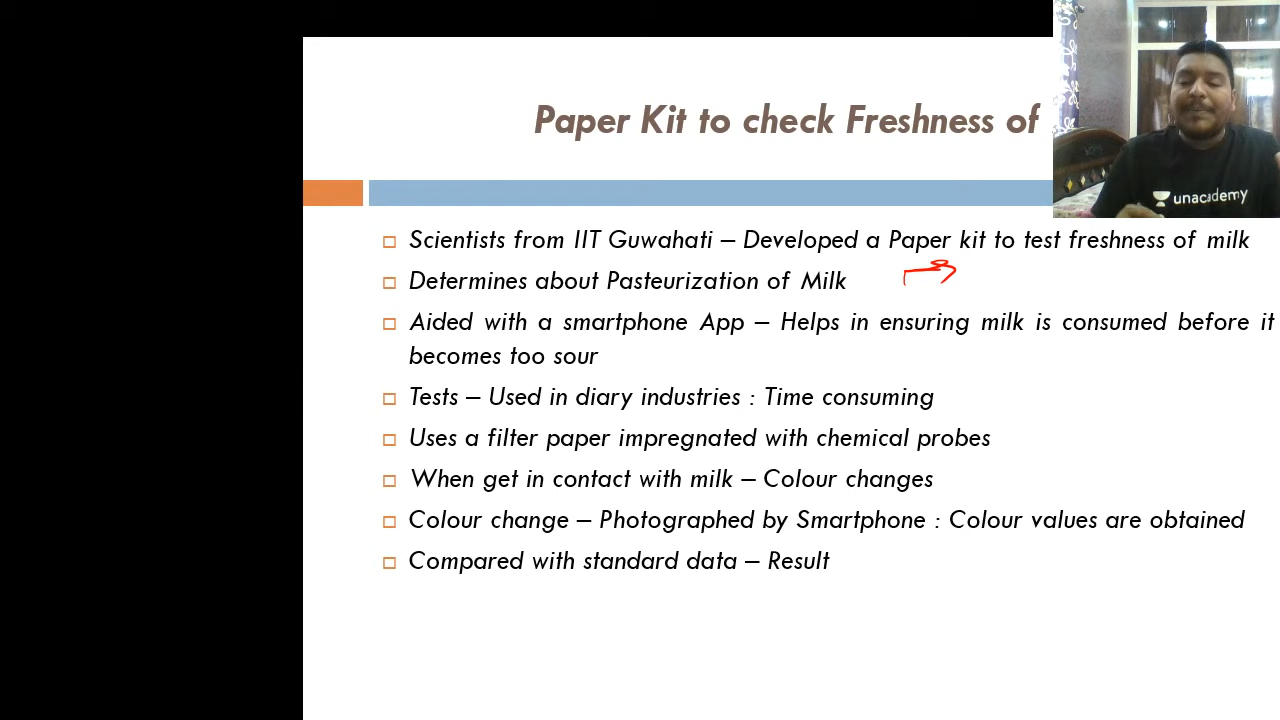 Paper Kit to check Freshness of
unacademy
Scientists from IIT Guwahati – Developed a Paper kit to test freshness of milk
Determines about Pasteurization of Milk
Aided with a smartphone App – Helps in ensuring milk is consumed before it
becomes too sour
Tests – Used in diary industries : Time consuming
Uses a filter paper impregnated with chemical probes
When get in contact with milk – Colour changes
Colour change – Photographed by Smartphone : Colour values are obtained
Compared with standard data – Result